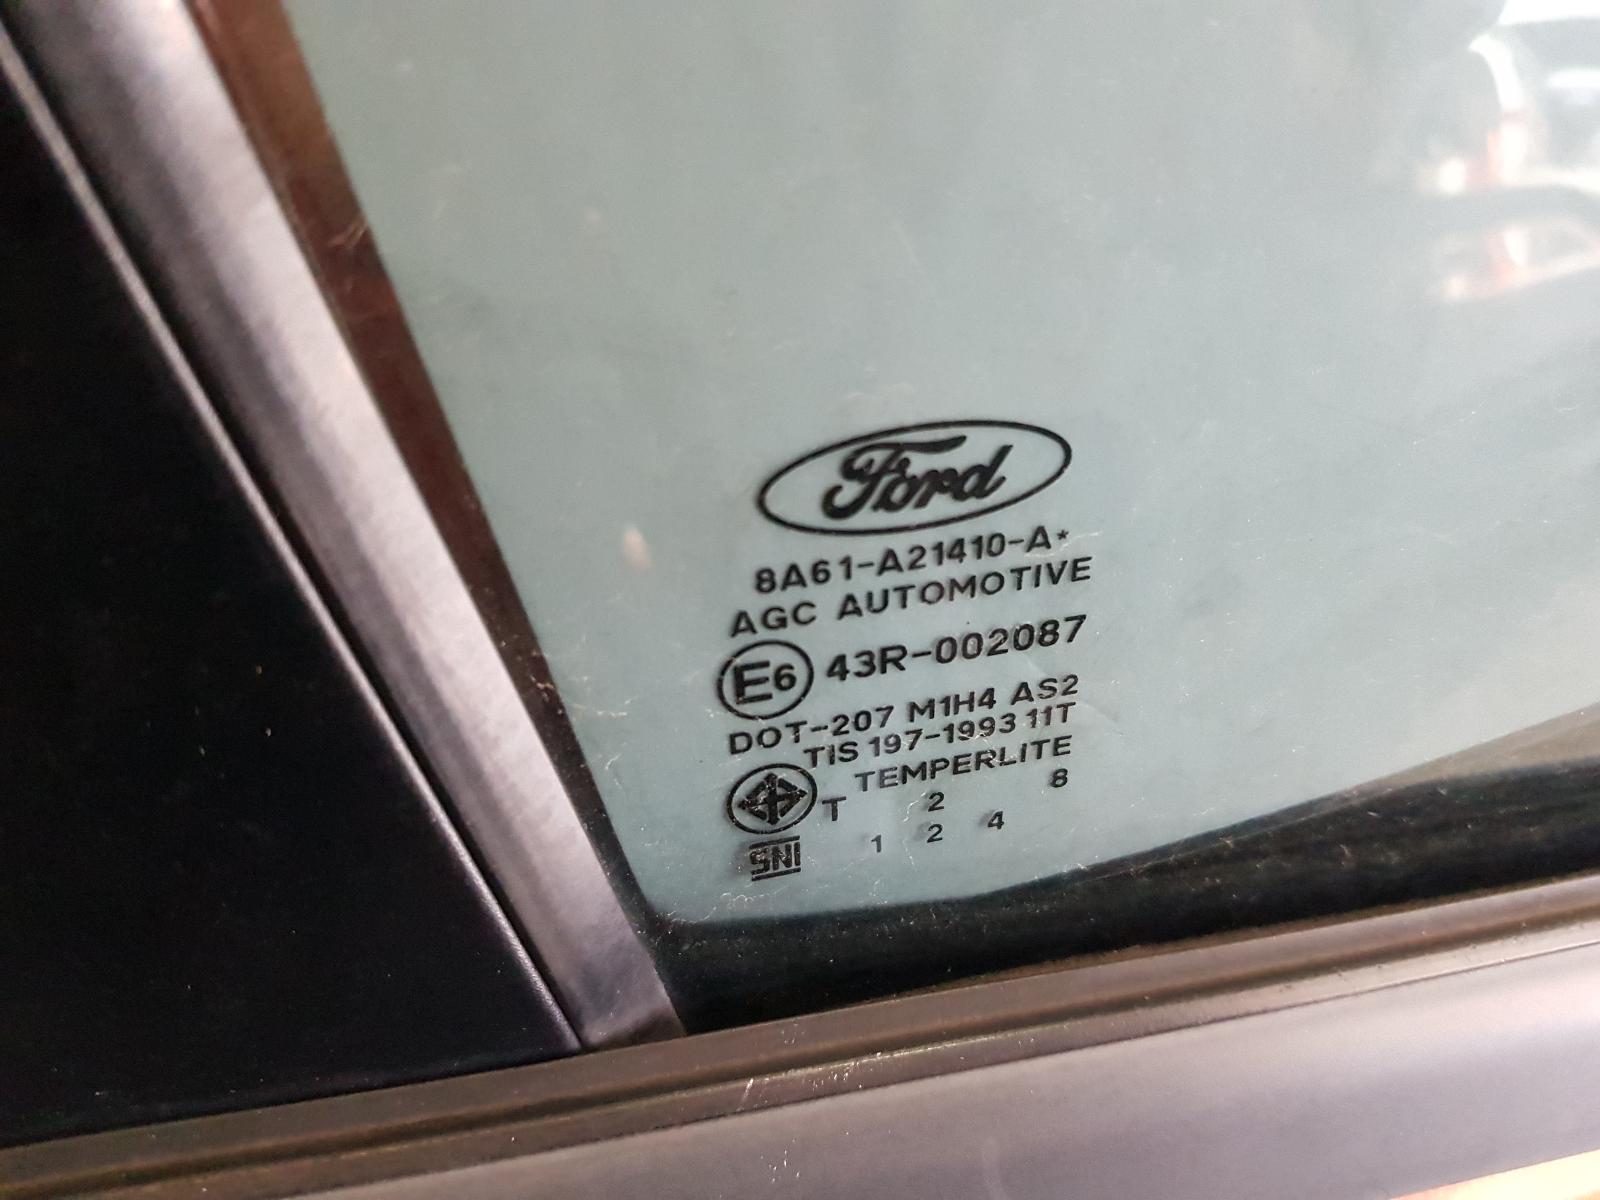 Ford
8A61-A21410-A*
AGC AUTOMOTIVE
E6 43R-002087
DOT-207 M1H4 AS2
TIS 197-1993 11T
TEMPERLITE
T 2 8
1 2 4
SNI